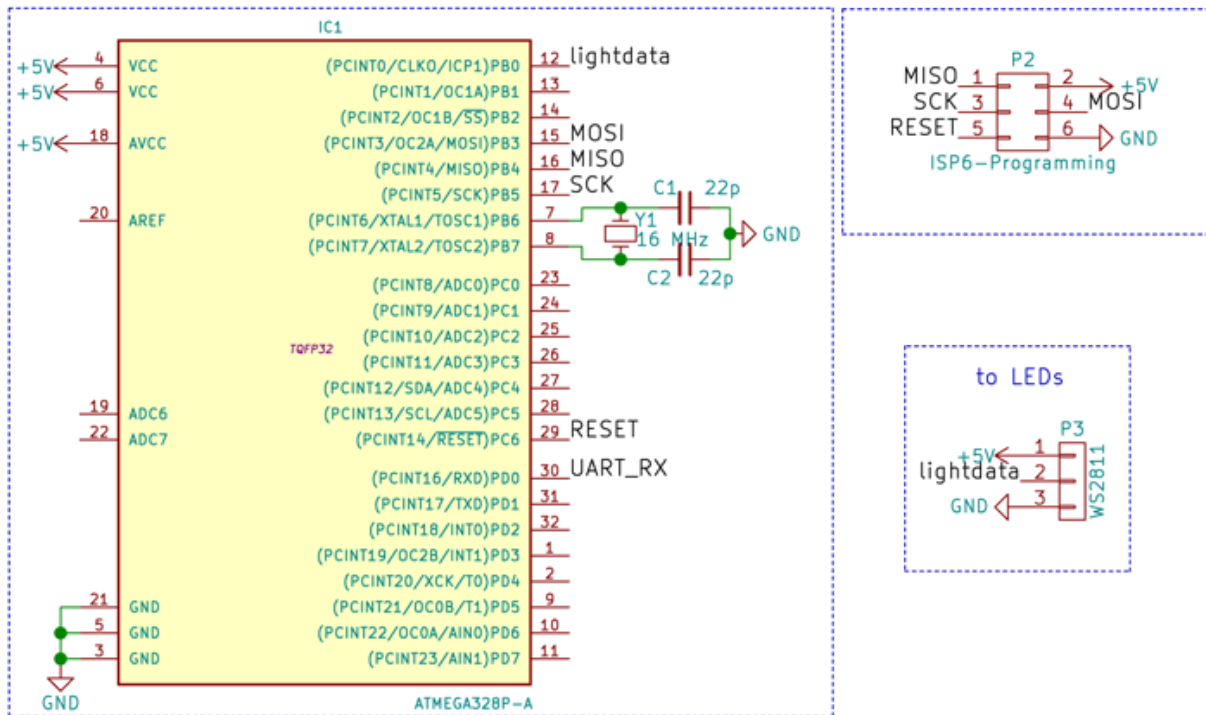 IC1
+5V 4 VCC (PCINT0/CLKO/ICP1)PB0 12 lightdata
+5V 6 VCC (PCINT1/OC1A)PB1 13
(PCINT2/OC1B/SS)PB2 14
+5V 18 AVCC (PCINT3/OC2A/MOSI)PB3 15 MOSI
(PCINT4/MISO)PB4 16 MISO
(PCINT5/SCK)PB5 17 SCK
20 AREF (PCINT6/XTAL1/TOSC1)PB6 7
(PCINT7/XTAL2/TOSC2)PB7 8
C1 22p
Y1
16 MHz
GND
C2 22p
(PCINT8/ADC0)PC0 23
(PCINT9/ADC1)PC1 24
(PCINT10/ADC2)PC2 25
TQFP32
(PCINT11/ADC3)PC3 26
(PCINT12/SDA/ADC4)PC4 27
19 ADC6 (PCINT13/SCL/ADC5)PC5 28
22 ADC7 (PCINT14/RESET)PC6 29 RESET
(PCINT16/RXD)PD0 30 UART_RX
(PCINT17/TXD)PD1 31
(PCINT18/INT0)PD2 32
(PCINT19/OC2B/INT1)PD3 1
(PCINT20/XCK/T0)PD4 2
21 GND (PCINT21/OC0B/T1)PD5 9
5 GND (PCINT22/OC0A/AIN0)PD6 10
3 GND (PCINT23/AIN1)PD7 11
GND
ATMEGA328P-A
P2
MISO 1 2 +5V
SCK 3 4 MOSI
RESET 5 6 GND
ISP6-Programming
to LEDs
P3
+5V 1
lightdata 2
GND 3
WS2811